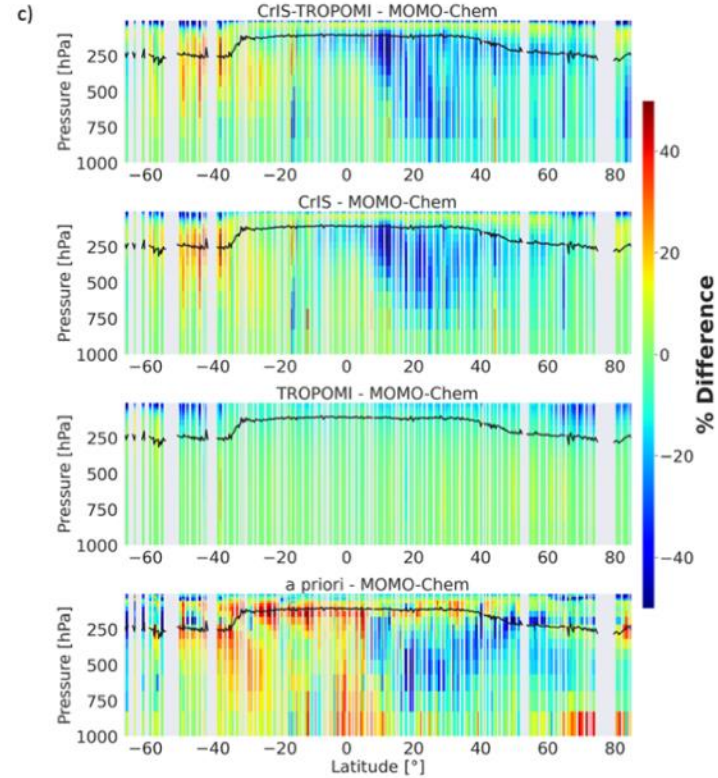 c)
CrIS-TROPOMI - MOMO-Chem
Pressure [hPa]
250
500
750
1000
−60 −40 −20 0 20 40 60 80
CrIS - MOMO-Chem
Pressure [hPa]
250
500
750
1000
−60 −40 −20 0 20 40 60 80
TROPOMI - MOMO-Chem
Pressure [hPa]
250
500
750
1000
−60 −40 −20 0 20 40 60 80
a priori - MOMO-Chem
Pressure [hPa]
250
500
750
1000
−60 −40 −20 0 20 40 60 80
Latitude [°]
40
20
0
−20
−40
% Difference